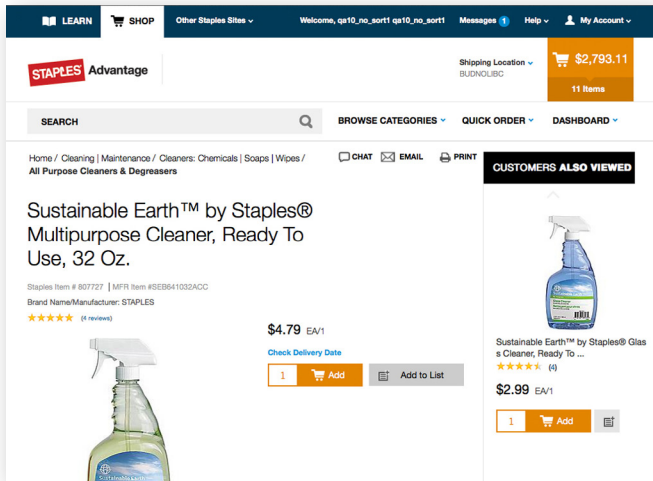 LEARN
SHOP
Other Staples Sites
Welcome, qa10_no_sort1 qa10_no_sort1
Messages 1
Help
My Account
STAPLES Advantage
Shipping Location
BUDNOLIBC
$2,793.11
11 Items
SEARCH
BROWSE CATEGORIES
QUICK ORDER
DASHBOARD
Home / Cleaning | Maintenance / Cleaners: Chemicals | Soaps | Wipes /
All Purpose Cleaners & Degreasers
CHAT
EMAIL
PRINT
Sustainable Earth™ by Staples®
Multipurpose Cleaner, Ready To
Use, 32 Oz.
Staples Item # 807727 | MFR Item #SEB641032ACC
Brand Name/Manufacturer: STAPLES
(4 reviews)
$4.79 EA/1
Check Delivery Date
1
Add
Add to List
Sustainable Earth
CUSTOMERS ALSO VIEWED
Sustainable Earth™ by Staples® Glas
s Cleaner, Ready To ...
(4)
$2.99 EA/1
1
Add